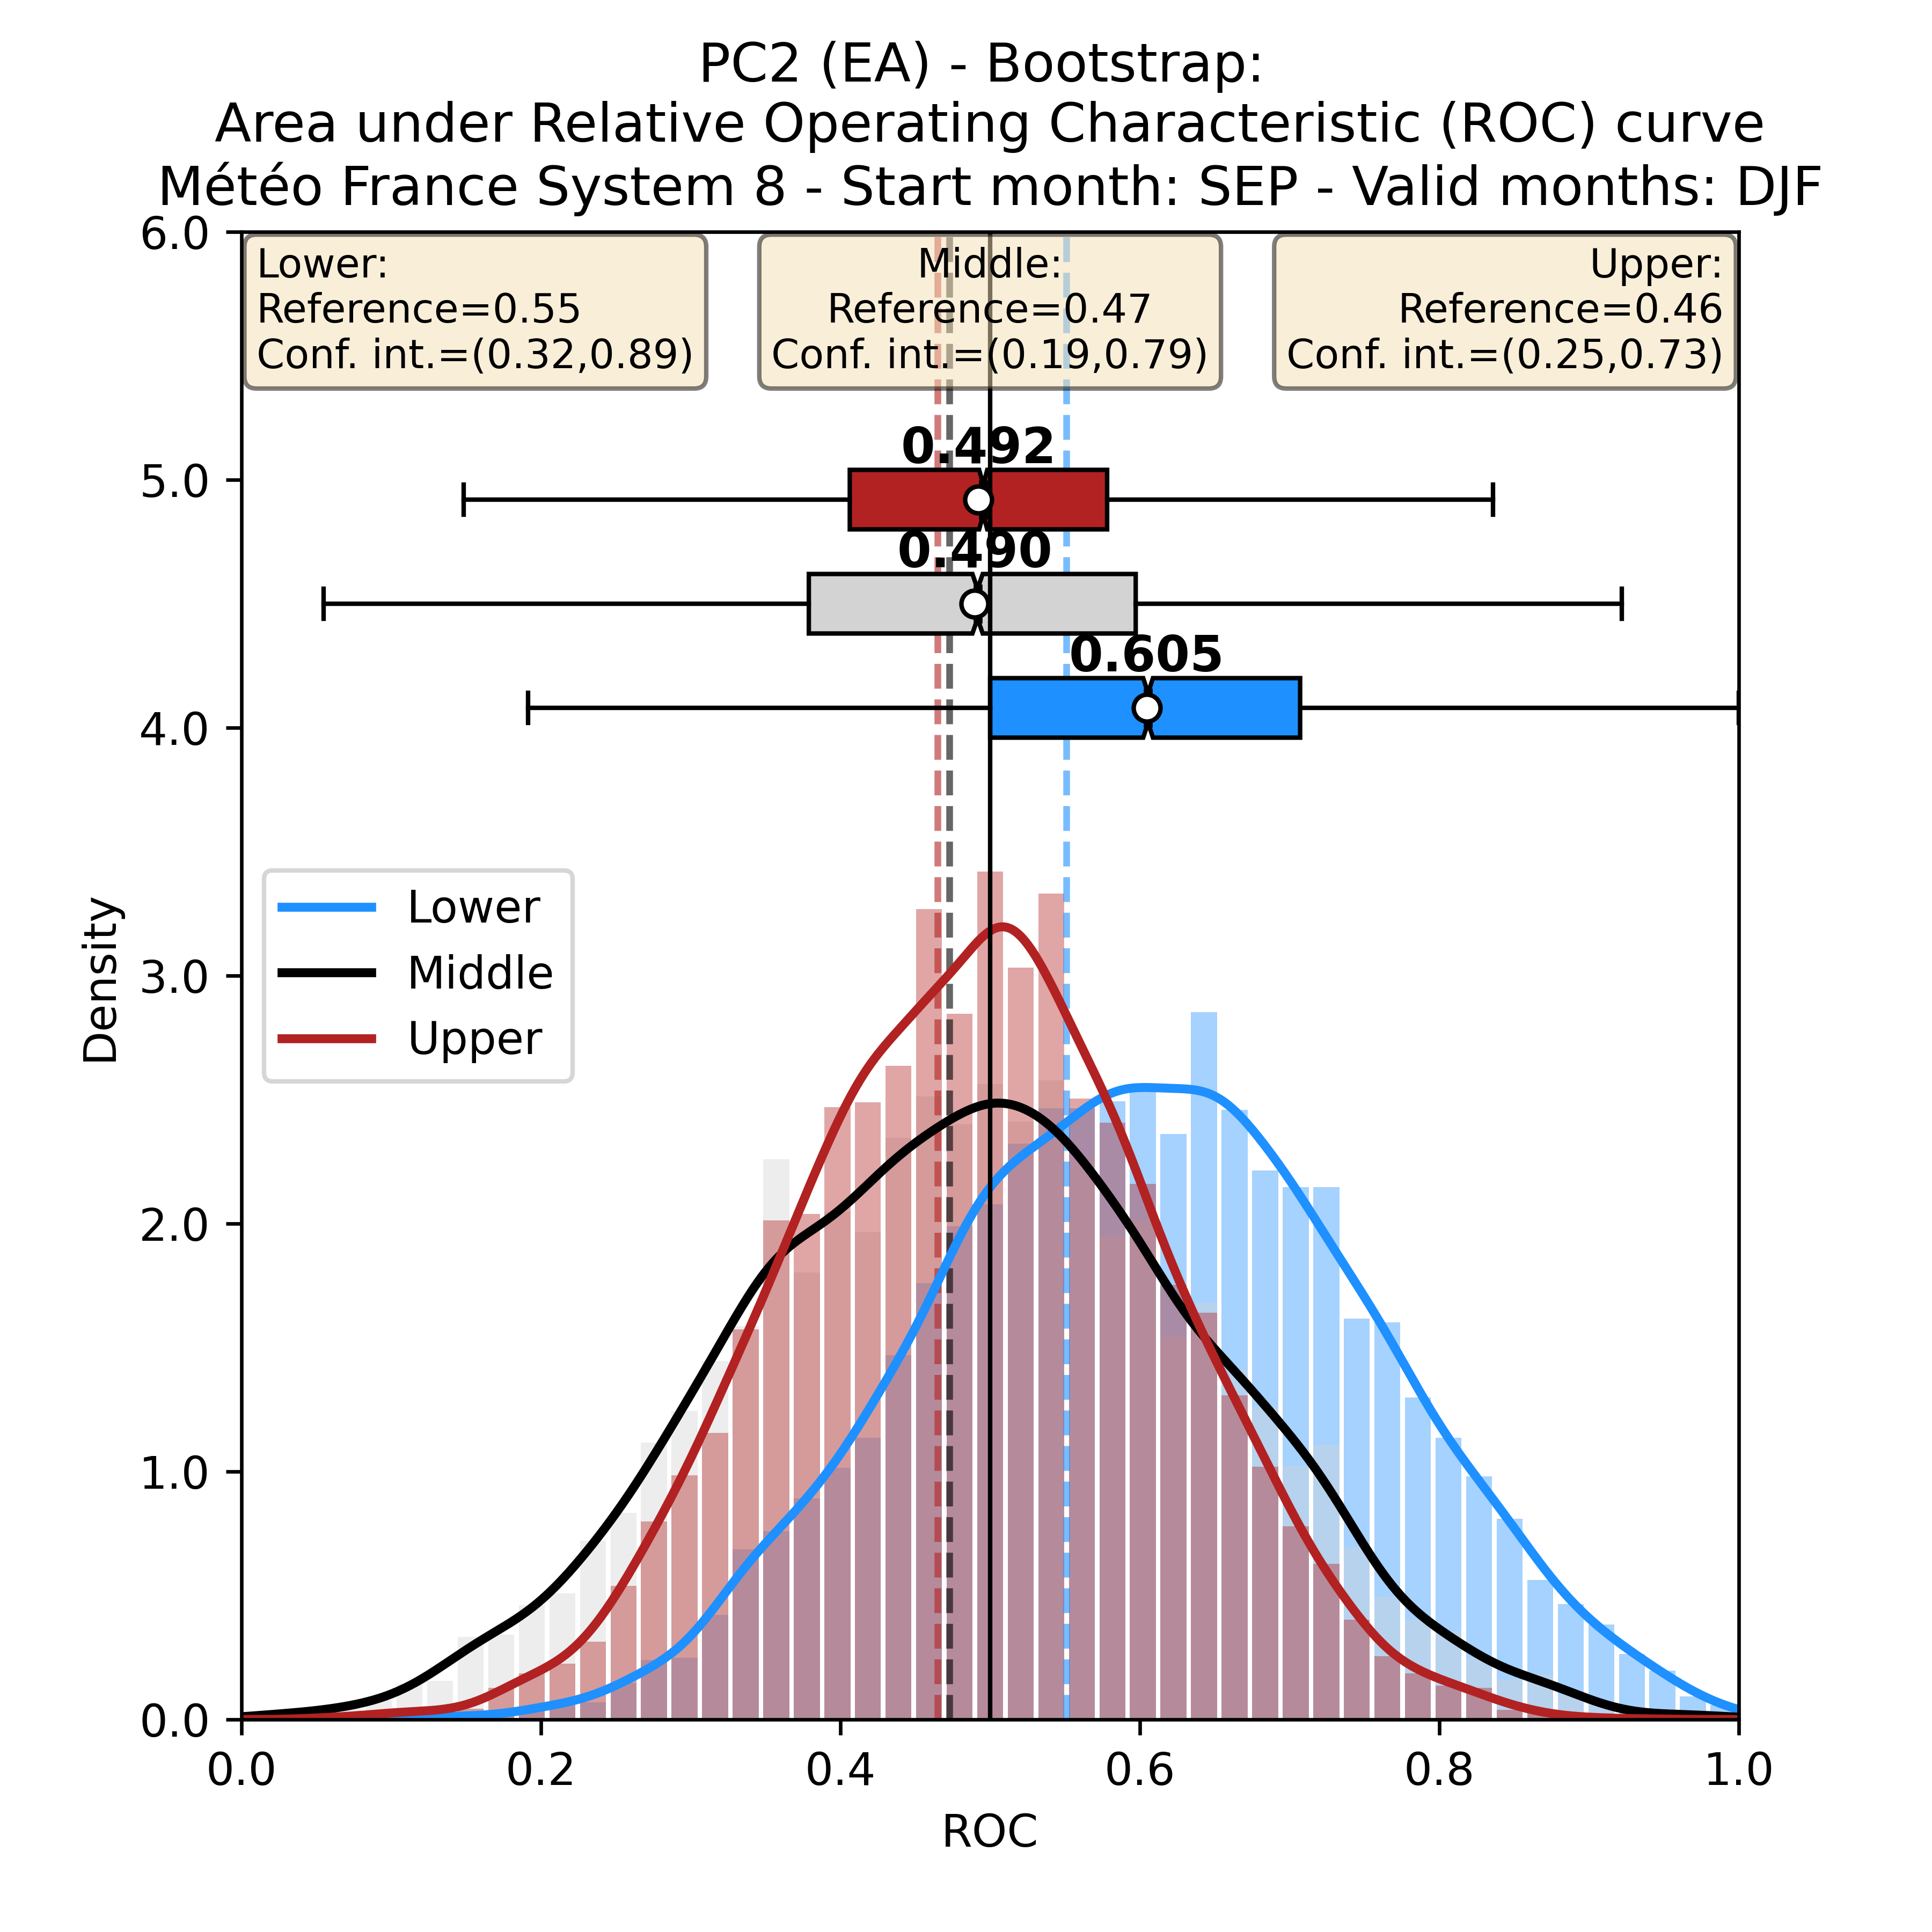 PC2 (EA) - Bootstrap:
Area under Relative Operating Characteristic (ROC) curve
Météo France System 8 - Start month: SEP - Valid months: DJF
Lower:
Reference=0.55
Conf. int.=(0.32,0.89)
Middle:
Reference=0.47
Conf. int.=(0.19,0.79)
Upper:
Reference=0.46
Conf. int.=(0.25,0.73)
0.492
0.490
0.605
Lower
Middle
Upper
Density
6.0
5.0
4.0
3.0
2.0
1.0
0.0
0.0 0.2 0.4 0.6 0.8 1.0
ROC